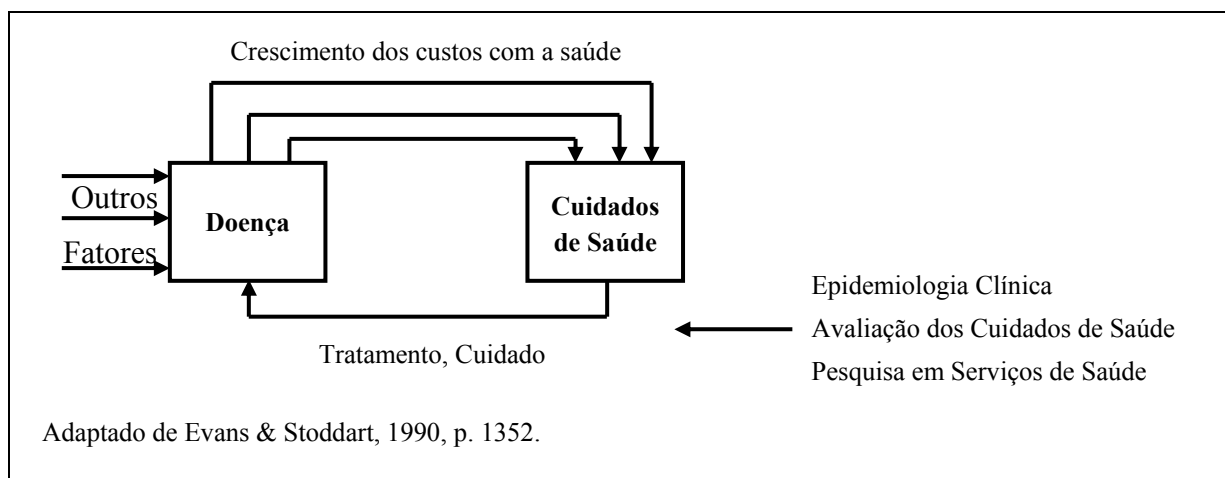 Crescimento dos custos com a saúde
Outros
Fatores
Doença
Cuidados
de Saúde
Tratamento, Cuidado
Epidemiologia Clínica
Avaliação dos Cuidados de Saúde
Pesquisa em Serviços de Saúde
Adaptado de Evans & Stoddart, 1990, p. 1352.